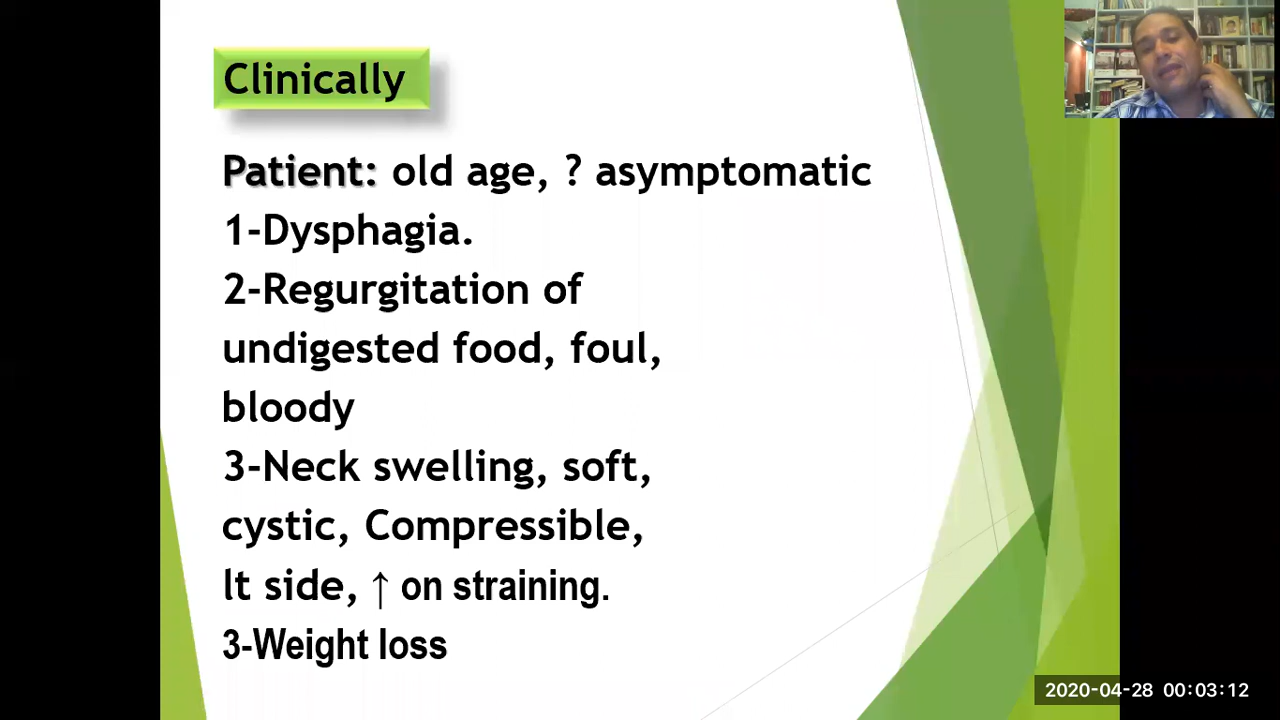 Clinically
Patient: old age, ? asymptomatic
1-Dysphagia.
2-Regurgitation of
undigested food, foul,
bloody
3-Neck swelling, soft,
cystic, Compressible,
lt side, ↑ on straining.
3-Weight loss
2020-04-28 00:03:12